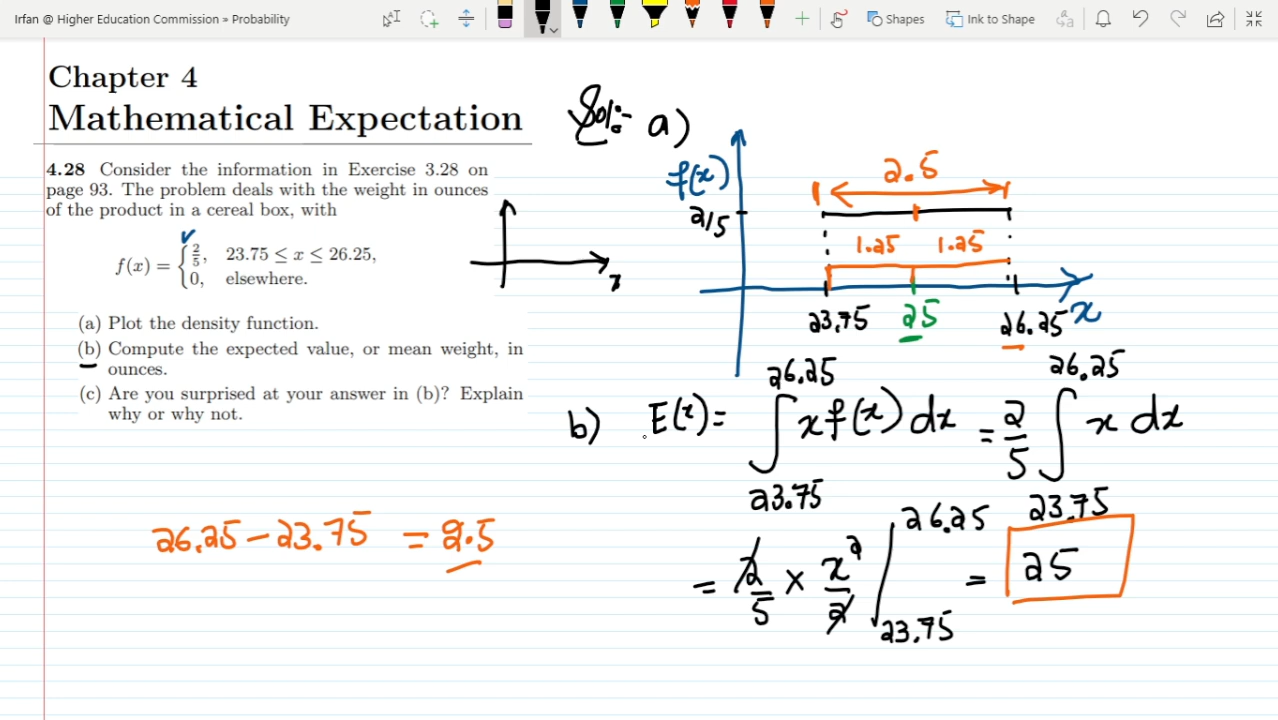 Irfan @ Higher Education Commission » Probability
Shapes
Ink to Shape
Chapter 4
Mathematical Expectation
4.28 Consider the information in Exercise 3.28 on
page 93. The problem deals with the weight in ounces
of the product in a cereal box, with
f(x) = { 2/5, 23.75 ≤ x ≤ 26.25,
0, elsewhere.
(a) Plot the density function.
(b) Compute the expected value, or mean weight, in
ounces.
(c) Are you surprised at your answer in (b)? Explain
why or why not.
x
26.25 - 23.75 = 2.5
Sol:- a)
f(x)
2.5
2/5
1.25 1.25
23.75 25 26.25 x
b) E(x) = ∫_{23.75}^{26.25} x f(x) dx = 2/5 ∫_{23.75}^{26.25} x dx
= 2/5 × x²/2 |_{23.75}^{26.25} = 25